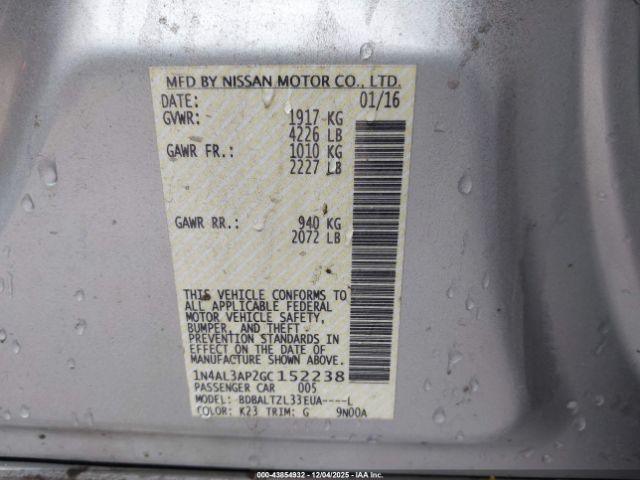 MFD BY NISSAN MOTOR CO., LTD.
DATE: 01/16
GVWR: 1917 KG
4226 LB
GAWR FR.: 1010 KG
2227 LB
GAWR RR.: 940 KG
2072 LB
THIS VEHICLE CONFORMS TO
ALL APPLICABLE FEDERAL
MOTOR VEHICLE SAFETY,
BUMPER, AND THEFT
PREVENTION STANDARDS IN
EFFECT ON THE DATE OF
MANUFACTURE SHOWN ABOVE.
1N4AL3AP2GC152238
PASSENGER CAR 005
MODEL: BDBALTZL33EUA----L
COLOR: K23 TRIM: G 9N00A
000-43854932 - 12/04/2025 - IAAI.COM